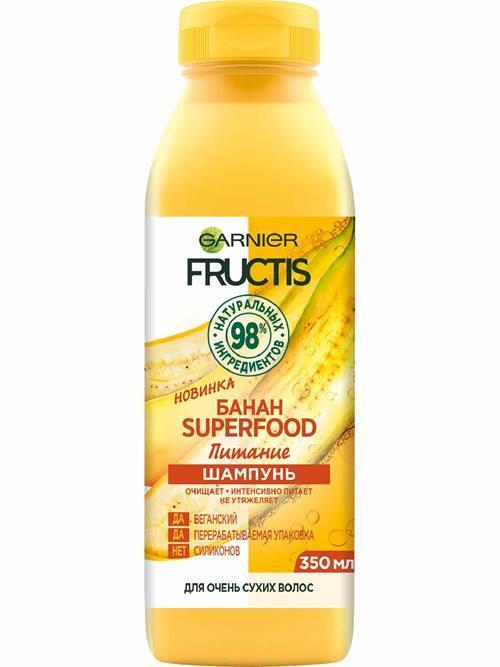 GARNIER
FRUCTIS
НАТУРАЛЬНЫХ
98%
ИНГРЕДИЕНТОВ
НОВИНКА
БАНАН
SUPERFOOD
Питание
ШАМПУНЬ
ОЧИЩАЕТ • ИНТЕНСИВНО ПИТАЕТ
НЕ УТЯЖЕЛЯЕТ
ДА ВЕГАНСКИЙ
ДА ПЕРЕРАБАТЫВАЕМАЯ УПАКОВКА
НЕТ СИЛИКОНОВ
350 МЛ
ДЛЯ ОЧЕНЬ СУХИХ ВОЛОС